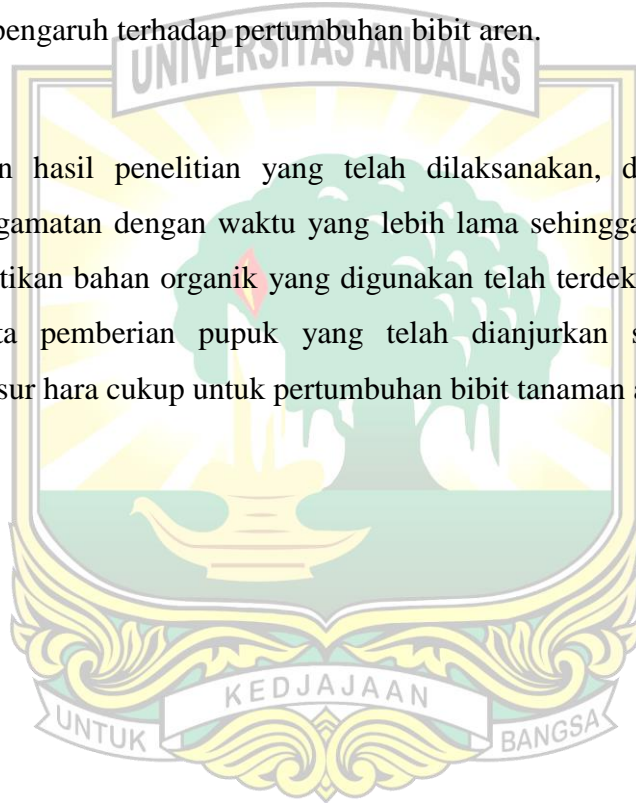 pengaruh terhadap pertumbuhan bibit aren.
UNIVERSITAS ANDALAS
n hasil penelitian yang telah dilaksanakan, d
gamatan dengan waktu yang lebih lama sehingga
tikan bahan organik yang digunakan telah terdek
ta pemberian pupuk yang telah dianjurkan s
sur hara cukup untuk pertumbuhan bibit tanaman a
KEDJAJAAN
UNTUK
BANGSA